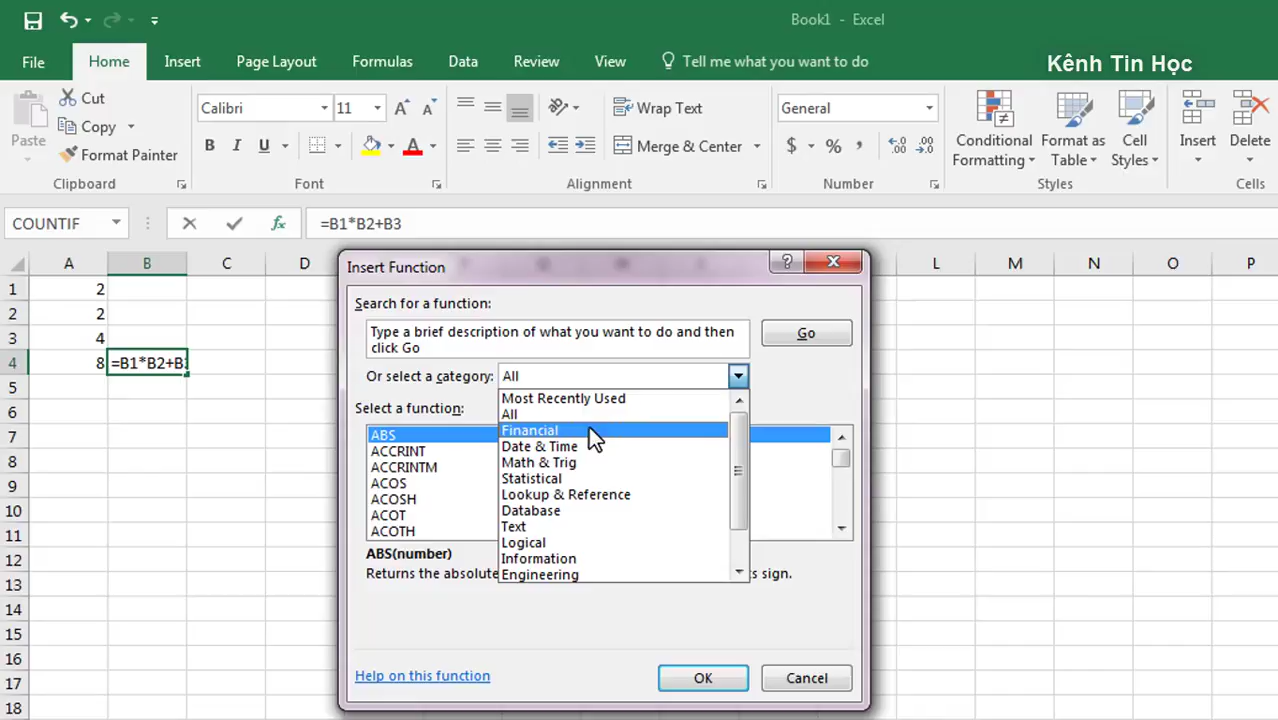 Book1 - Excel
File Home Insert Page Layout Formulas Data Review View Tell me what you want to do
Kênh Tin Học
Paste
Cut
Copy
Format Painter
Calibri 11
B I U A
Wrap Text
Merge & Center
General
$ % ,
Conditional Formatting
Format as Table
Cell Styles
Insert
Delete
Clipboard Font Alignment Number Styles Cells
COUNTIF fx =B1*B2+B3
A B C D L M N O P
1 2
2 2
3 4
4 8 =B1*B2+B3
5
6
7
8
9
10
11
12
13
14
15
16
17
18
Insert Function
Search for a function:
Type a brief description of what you want to do and then
click Go
Go
Or select a category: All
Most Recently Used
All
Financial
Date & Time
Math & Trig
Statistical
Lookup & Reference
Database
Text
Logical
Information
Engineering
Select a function:
ABS
ACCRINT
ACCRINTM
ACOS
ACOSH
ACOT
ACOTH
ABS(number)
Returns the absolute sign.
Help on this function
OK Cancel